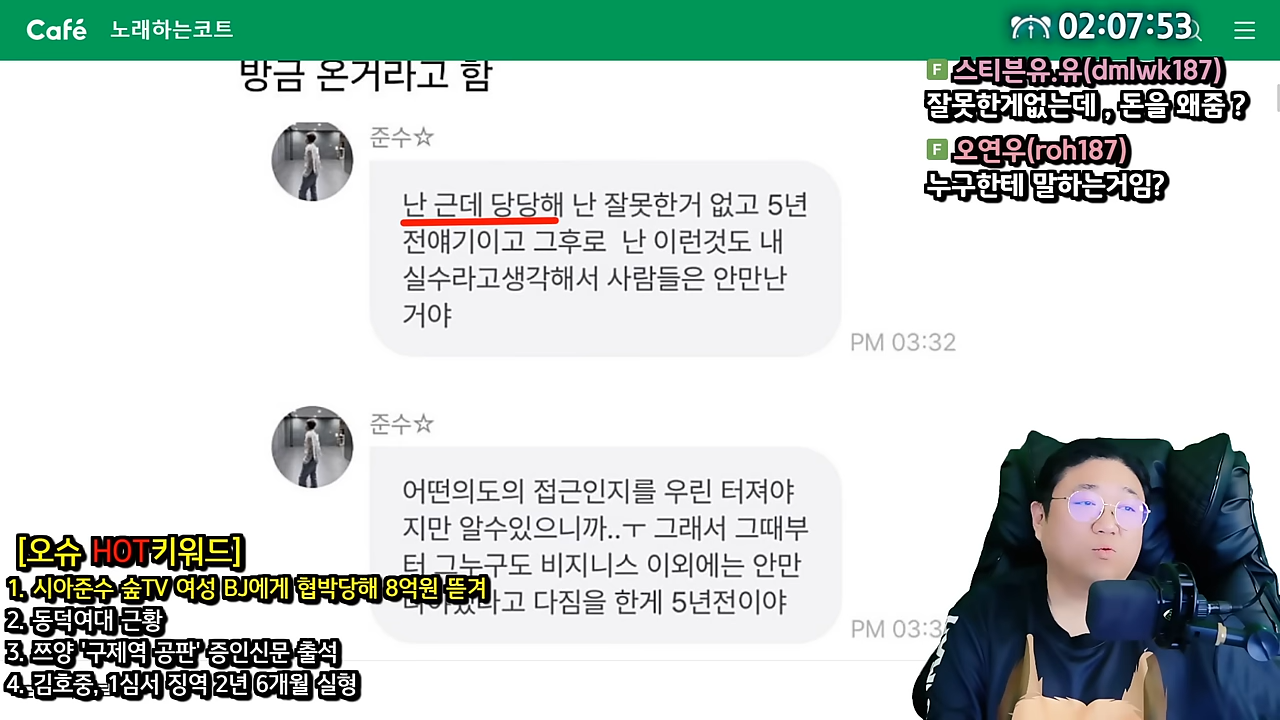 Café 노래하는코트
02:07:53
방금 온거라고 함
준수☆
난 근데 당당해 난 잘못한거 없고 5년
전얘기이고 그후로 난 이런것도 내
실수라고생각해서 사람들은 안만난
거야
PM 03:32
준수☆
어떤의도의 접근인지를 우린 터져야
지만 알수있으니까..ㅜ 그래서 그때부
터 그누구도 비지니스 이외에는 안만
다짐을 한게 5년전이야
PM 03:3
F 스티븐유.유(dmlwk187)
잘못한게없는데 , 돈을 왜줌 ?
F 오연우(roh187)
누구한테 말하는거임?
[오슈 HOT키워드]
1. 시아준수 숲TV 여성 BJ에게 협박당해 8억원 뜯겨
2. 동덕여대 근황
3. 쯔양 '구제역 공판' 증인신문 출석
4. 김호중, 1심서 징역 2년 6개월 실형